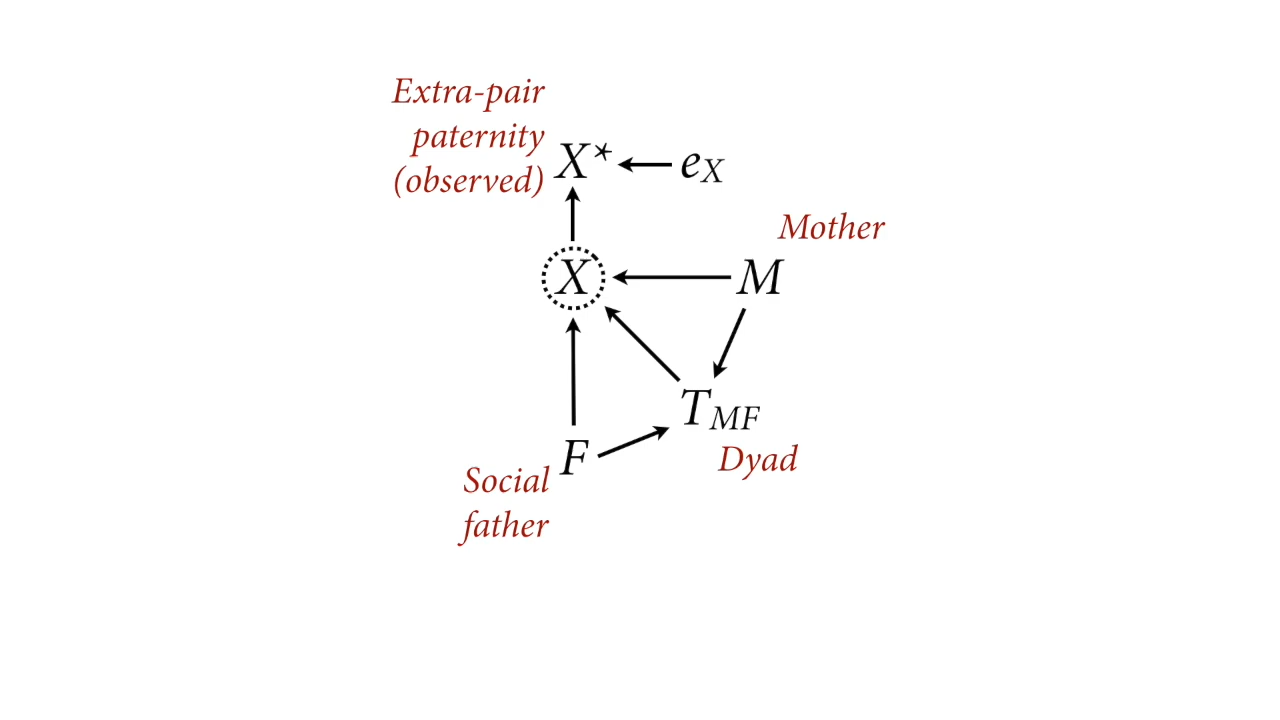 Extra-pair
paternity
(observed)
X* e_X
Mother
X M
T_MF
Dyad
F
Social
father